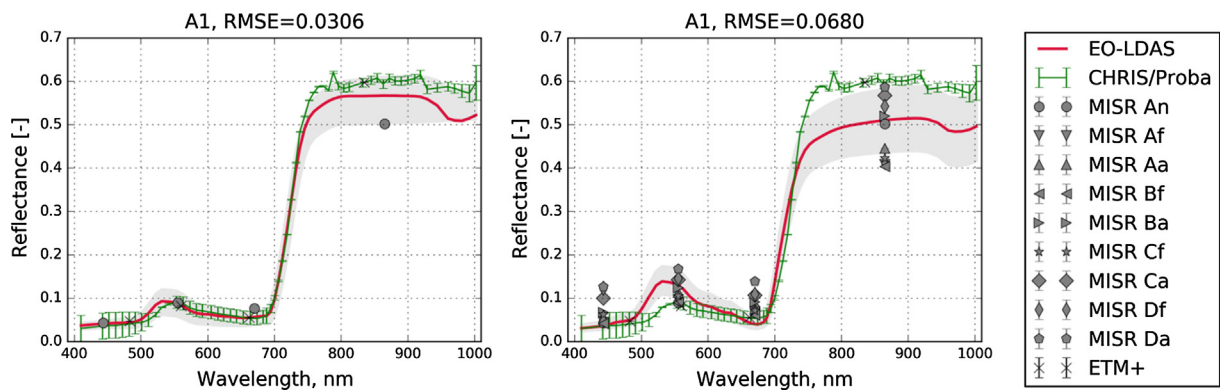 A1, RMSE=0.0306
0.7
0.6
0.5
0.4
0.3
0.2
0.1
0.0
Reflectance [-]
400 500 600 700 800 900 1000
Wavelength, nm
A1, RMSE=0.0680
0.7
0.6
0.5
0.4
0.3
0.2
0.1
0.0
Reflectance [-]
400 500 600 700 800 900 1000
Wavelength, nm
EO-LDAS
CHRIS/Proba
MISR An
MISR Af
MISR Aa
MISR Bf
MISR Ba
MISR Cf
MISR Ca
MISR Df
MISR Da
ETM+